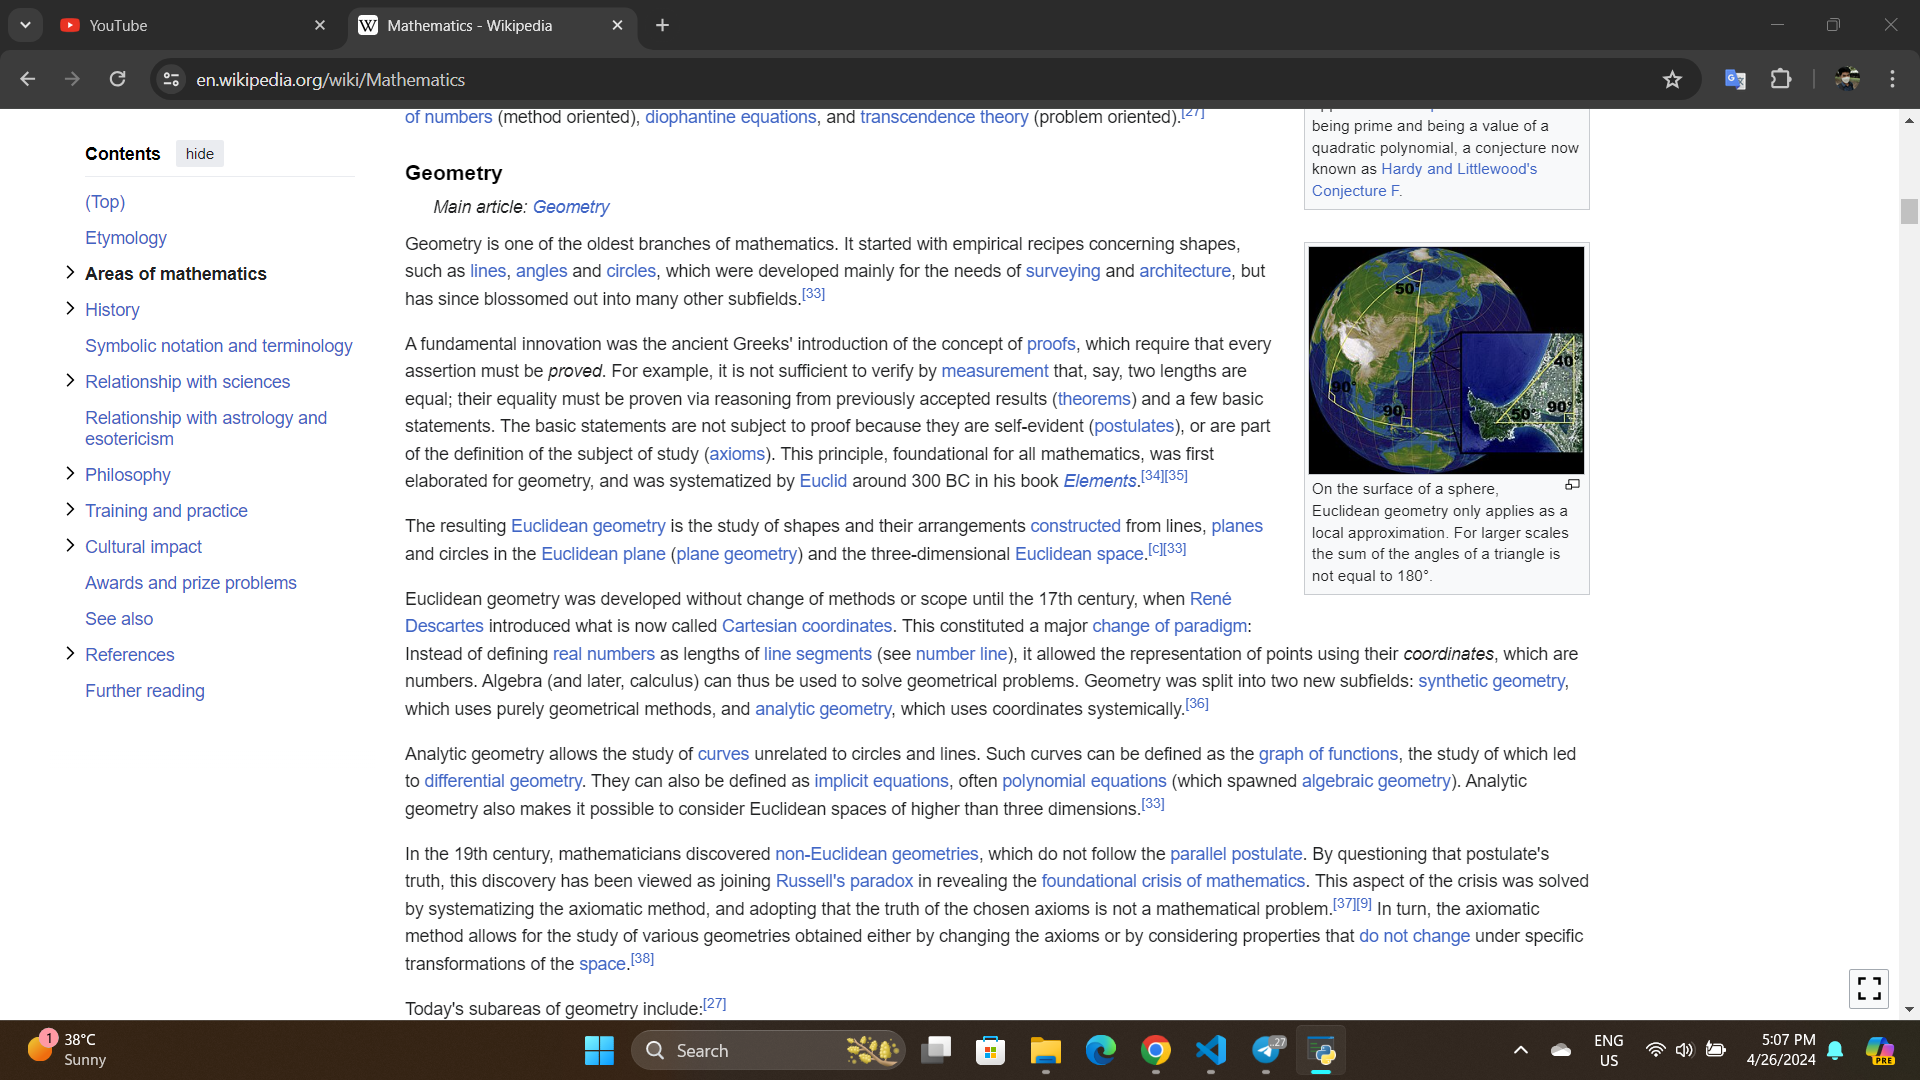 YouTube
Mathematics - Wikipedia
en.wikipedia.org/wiki/Mathematics
Contents
hide
(Top)
Etymology
Areas of mathematics
History
Symbolic notation and terminology
Relationship with sciences
Relationship with astrology and
esotericism
Philosophy
Training and practice
Cultural impact
Awards and prize problems
See also
References
Further reading
of numbers (method oriented), diophantine equations, and transcendence theory (problem oriented).[27]
Geometry
Main article: Geometry
Geometry is one of the oldest branches of mathematics. It started with empirical recipes concerning shapes,
such as lines, angles and circles, which were developed mainly for the needs of surveying and architecture, but
has since blossomed out into many other subfields.[33]
A fundamental innovation was the ancient Greeks' introduction of the concept of proofs, which require that every
assertion must be proved. For example, it is not sufficient to verify by measurement that, say, two lengths are
equal; their equality must be proven via reasoning from previously accepted results (theorems) and a few basic
statements. The basic statements are not subject to proof because they are self-evident (postulates), or are part
of the definition of the subject of study (axioms). This principle, foundational for all mathematics, was first
elaborated for geometry, and was systematized by Euclid around 300 BC in his book Elements.[34][35]
The resulting Euclidean geometry is the study of shapes and their arrangements constructed from lines, planes
and circles in the Euclidean plane (plane geometry) and the three-dimensional Euclidean space.[c][33]
Euclidean geometry was developed without change of methods or scope until the 17th century, when René
Descartes introduced what is now called Cartesian coordinates. This constituted a major change of paradigm:
Instead of defining real numbers as lengths of line segments (see number line), it allowed the representation of points using their coordinates, which are
numbers. Algebra (and later, calculus) can thus be used to solve geometrical problems. Geometry was split into two new subfields: synthetic geometry,
which uses purely geometrical methods, and analytic geometry, which uses coordinates systemically.[36]
Analytic geometry allows the study of curves unrelated to circles and lines. Such curves can be defined as the graph of functions, the study of which led
to differential geometry. They can also be defined as implicit equations, often polynomial equations (which spawned algebraic geometry). Analytic
geometry also makes it possible to consider Euclidean spaces of higher than three dimensions.[33]
In the 19th century, mathematicians discovered non-Euclidean geometries, which do not follow the parallel postulate. By questioning that postulate's
truth, this discovery has been viewed as joining Russell's paradox in revealing the foundational crisis of mathematics. This aspect of the crisis was solved
by systematizing the axiomatic method, and adopting that the truth of the chosen axioms is not a mathematical problem.[37][9] In turn, the axiomatic
method allows for the study of various geometries obtained either by changing the axioms or by considering properties that do not change under specific
transformations of the space.[38]
Today's subareas of geometry include:[27]
being prime and being a value of a
quadratic polynomial, a conjecture now
known as Hardy and Littlewood's
Conjecture F.
50°
90°
90
40
50°
90°
On the surface of a sphere,
Euclidean geometry only applies as a
local approximation. For larger scales
the sum of the angles of a triangle is
not equal to 180°.
1
38°C
Sunny
Search
27
ENG
US
5:07 PM
4/26/2024
PRE